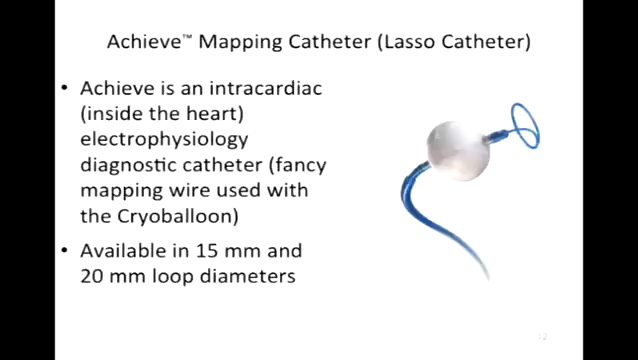 Achieve™ Mapping Catheter (Lasso Catheter)
• Achieve is an intracardiac
(inside the heart)
electrophysiology
diagnostic catheter (fancy
mapping wire used with
the Cryoballoon)
• Available in 15 mm and
20 mm loop diameters
12